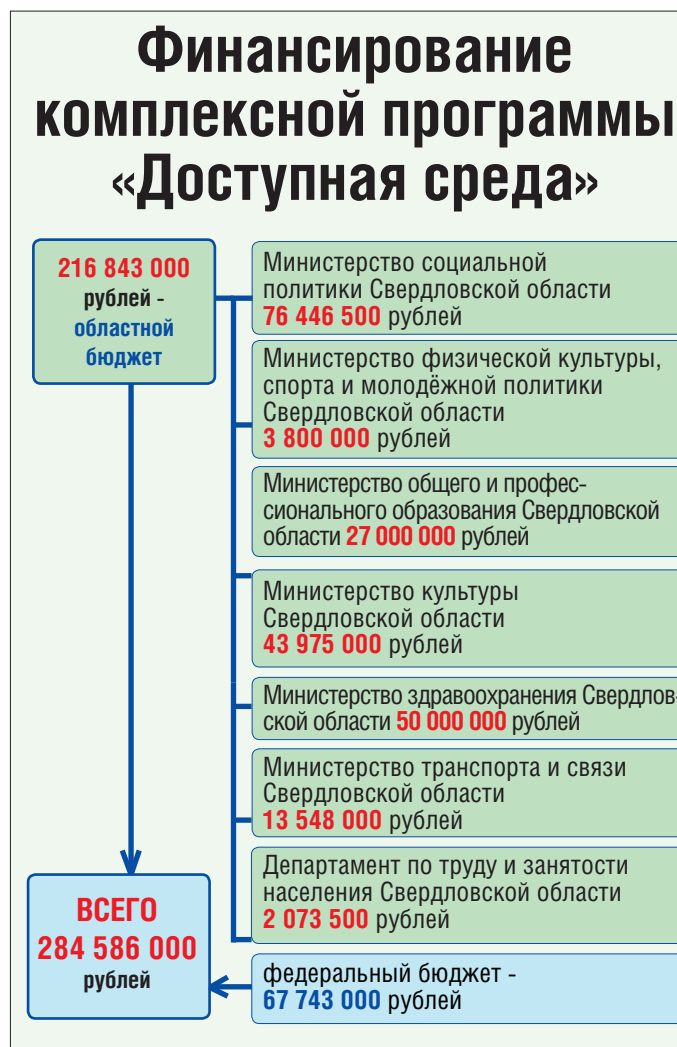 Финансирование
комплексной программы
«Доступная среда»
216 843 000
рублей -
областной
бюджет
Министерство социальной
политики Свердловской области
76 446 500 рублей
Министерство физической культуры,
спорта и молодёжной политики
Свердловской области
3 800 000 рублей
Министерство общего и профес-
сионального образования Свердловской
области 27 000 000 рублей
Министерство культуры
Свердловской области
43 975 000 рублей
Министерство здравоохранения Свердлов-
ской области 50 000 000 рублей
Министерство транспорта и связи
Свердловской области
13 548 000 рублей
Департамент по труду и занятости
населения Свердловской области
2 073 500 рублей
ВСЕГО
284 586 000
рублей
федеральный бюджет -
67 743 000 рублей